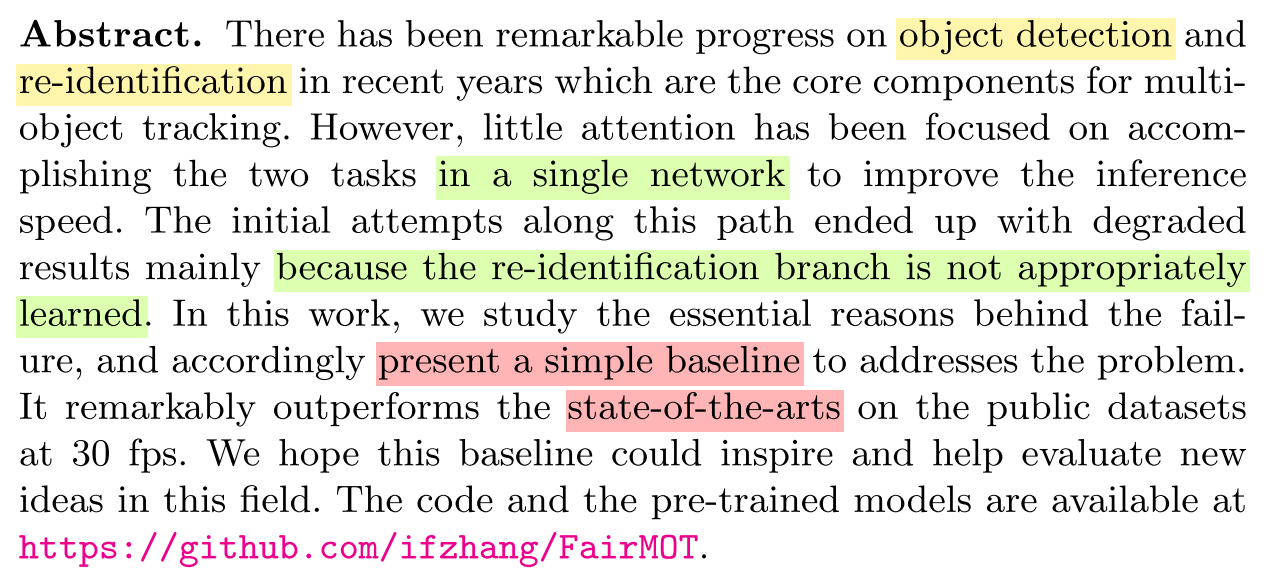 Abstract. There has been remarkable progress on object detection and
re-identification in recent years which are the core components for multi-
object tracking. However, little attention has been focused on accom-
plishing the two tasks in a single network to improve the inference
speed. The initial attempts along this path ended up with degraded
results mainly because the re-identification branch is not appropriately
learned. In this work, we study the essential reasons behind the fail-
ure, and accordingly present a simple baseline to addresses the problem.
It remarkably outperforms the state-of-the-arts on the public datasets
at 30 fps. We hope this baseline could inspire and help evaluate new
ideas in this field. The code and the pre-trained models are available at
https://github.com/ifzhang/FairMOT.